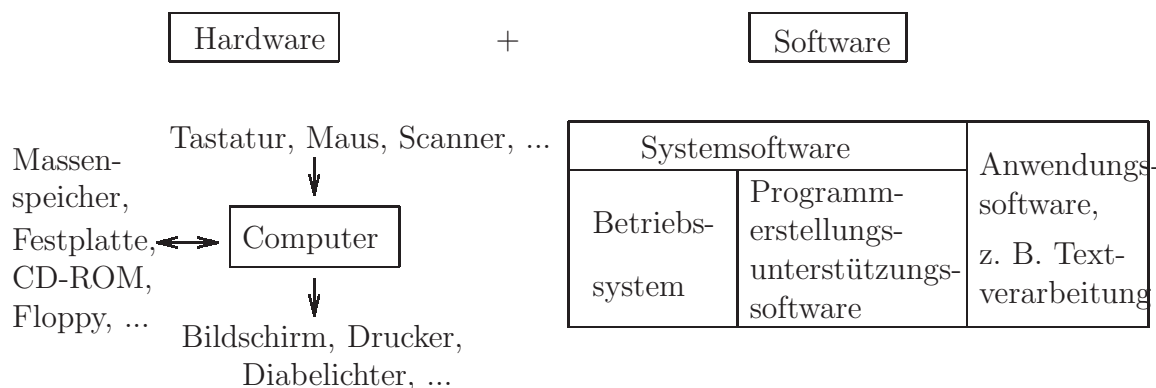 Hardware + Software
Tastatur, Maus, Scanner, ...
Massen-
speicher,
Festplatte,
CD-ROM,
Floppy, ...
Computer
Bildschirm, Drucker,
Diabelichter, ...
Systemsoftware
Betriebs-
system
Programm-
erstellungs-
unterstützungs-
software
Anwendungs-
software,
z. B. Text-
verarbeitung